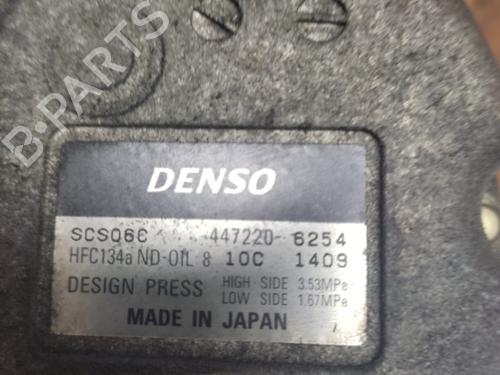 B-PARTS
DENSO
SCS06C 447220-6254
HFC134a ND-OIL 8 10C 1409
DESIGN PRESS HIGH SIDE 3.53MPa
LOW SIDE 1.67MPa
MADE IN JAPAN